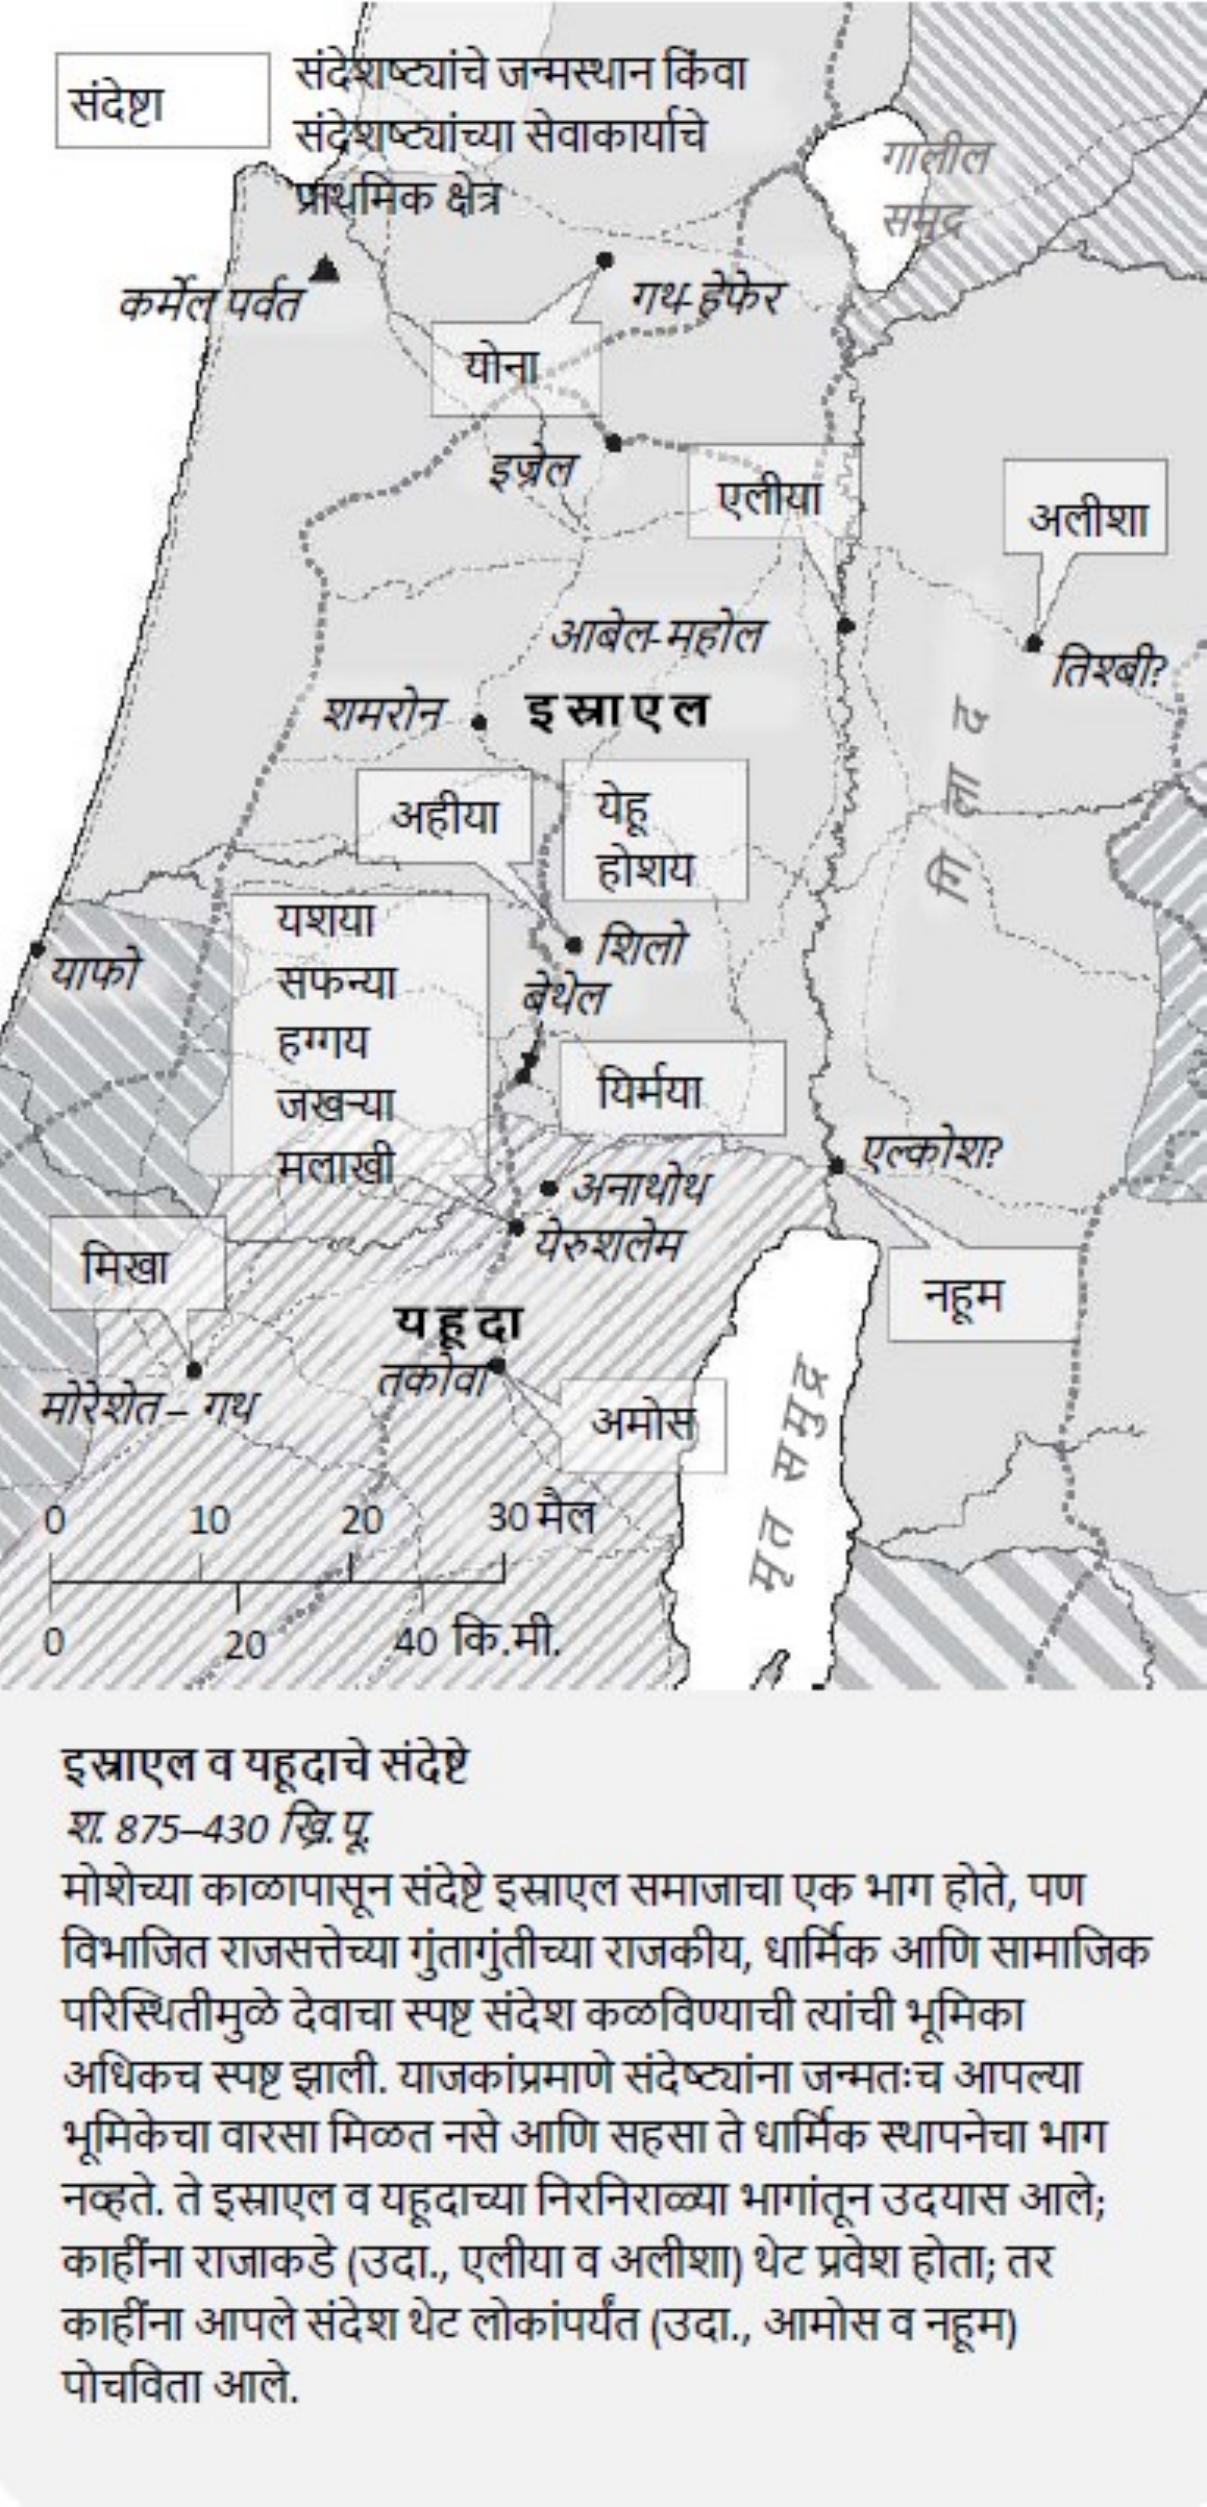 संदेष्टा
संदेशष्ट्यांचे जन्मस्थान किंवा
संदेशष्ट्यांच्या सेवाकार्याचे
प्राथमिक क्षेत्र
गालील
समुद्र
कर्मेल पर्वत
गथ-हेफेर
योना
इज्रेल
एलीया
अलीशा
आबेल-महोल
तिश्बी?
शमरोन
इस्राएल
गिलाद
अहीया
येहू
होशय
यशया
सफन्या
हग्गय
जखऱ्या
मलाखी
शिलो
याफो
बेथेल
यिर्मया
एल्कोश?
अनाथोथ
येरुशलेम
मिखा
नहूम
यहूदा
तकोवा
मोरेशेत – गथ
अमोस
मृत समुद्र
0 10 20 30 मैल
0 20 40 कि.मी.
इस्राएल व यहूदाचे संदेष्टे
श. 875–430 ख्रि.पू.
मोशेच्या काळापासून संदेष्टे इस्राएल समाजाचा एक भाग होते, पण
विभाजित राजसत्तेच्या गुंतागुंतीच्या राजकीय, धार्मिक आणि सामाजिक
परिस्थितीमुळे देवाचा स्पष्ट संदेश कळविण्याची त्यांची भूमिका
अधिकच स्पष्ट झाली. याजकांप्रमाणे संदेष्ट्यांना जन्मतःच आपल्या
भूमिकेचा वारसा मिळत नसे आणि सहसा ते धार्मिक स्थापनेचा भाग
नव्हते. ते इस्राएल व यहूदाच्या निरनिराळ्या भागांतून उदयास आले;
काहींना राजाकडे (उदा., एलीया व अलीशा) थेट प्रवेश होता; तर
काहींना आपले संदेश थेट लोकांपर्यंत (उदा., आमोस व नहूम)
पोचविता आले.